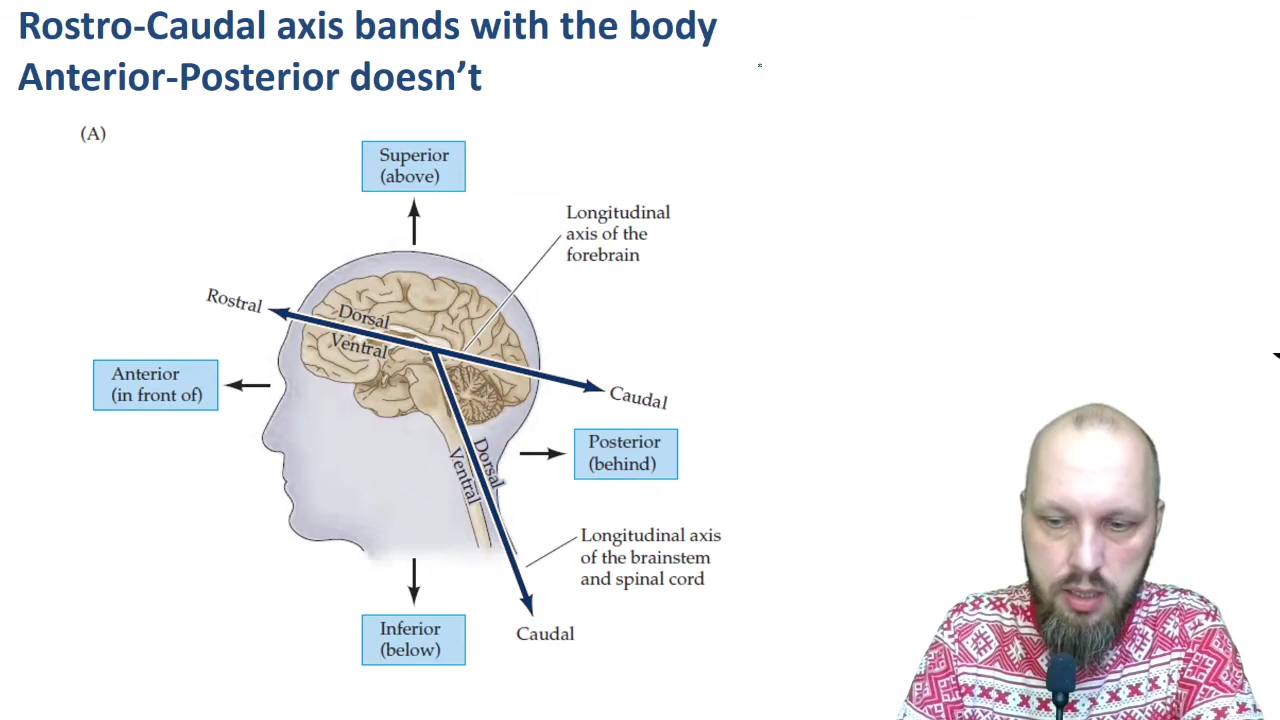 Rostro-Caudal axis bands with the body
Anterior-Posterior doesn’t
(A)
Superior
(above)
Longitudinal
axis of the
forebrain
Rostral
Dorsal
Ventral
Anterior
(in front of)
Caudal
Posterior
(behind)
Dorsal
Ventral
Longitudinal axis
of the brainstem
and spinal cord
Inferior
(below)
Caudal